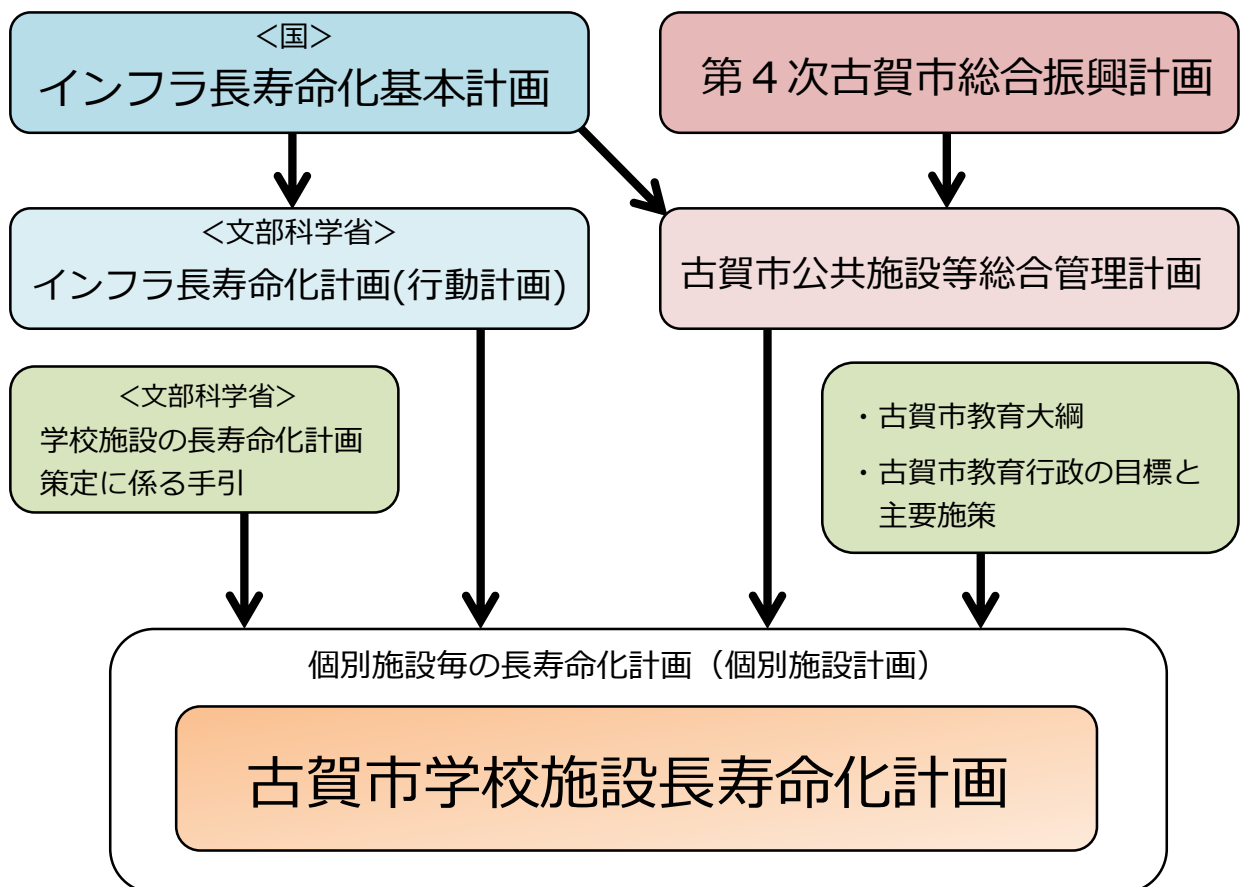 ＜国＞
インフラ長寿命化基本計画
第４次古賀市総合振興計画
＜文部科学省＞
インフラ長寿命化計画(行動計画)
古賀市公共施設等総合管理計画
＜文部科学省＞
学校施設の長寿命化計画
策定に係る手引
・古賀市教育大綱
・古賀市教育行政の目標と
主要施策
個別施設毎の長寿命化計画（個別施設計画）
古賀市学校施設長寿命化計画